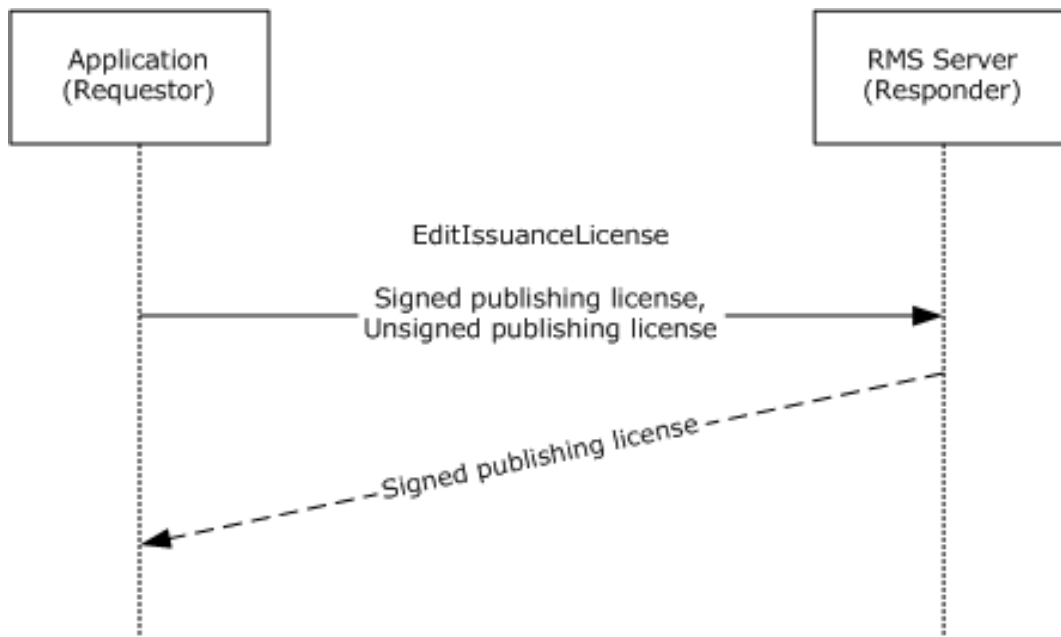 Application
(Requestor)
RMS Server
(Responder)
EditIssuanceLicense
Signed publishing license,
Unsigned publishing license
Signed publishing license